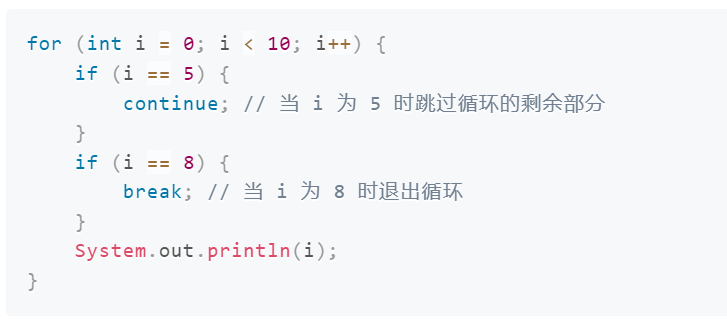 for (int i = 0; i < 10; i++) {
    if (i == 5) {
        continue; // 当 i 为 5 时跳过循环的剩余部分
    }
    if (i == 8) {
        break; // 当 i 为 8 时退出循环
    }
    System.out.println(i);
}